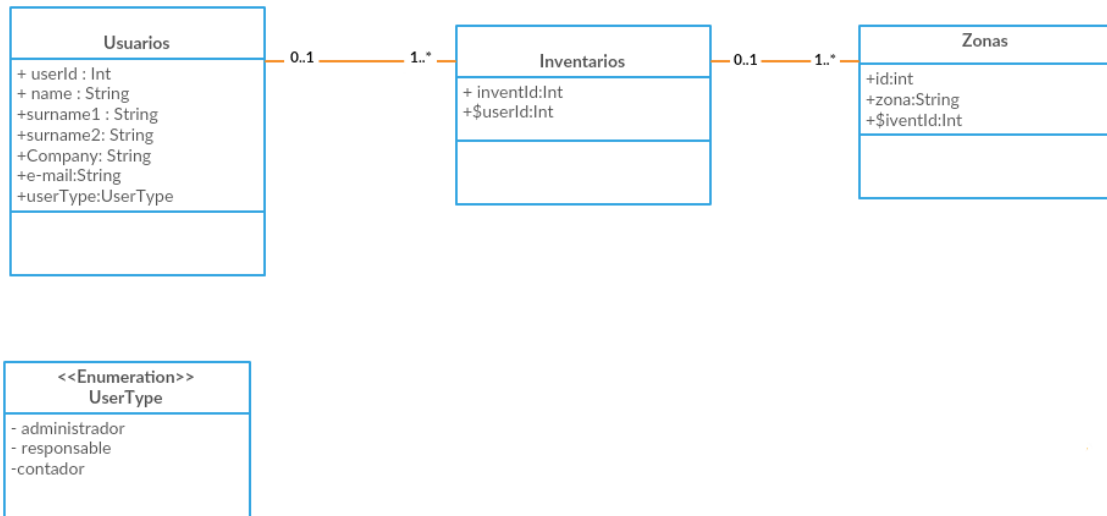 Usuarios
+ userId : Int
+ name : String
+surname1 : String
+surname2: String
+Company: String
+e-mail:String
+userType:UserType
0..1
1..*
Inventarios
+ inventId:Int
+$userId:Int
0..1
1..*
Zonas
+id:int
+zona:String
+$iventId:Int
<<Enumeration>>
UserType
- administrador
- responsable
-contador